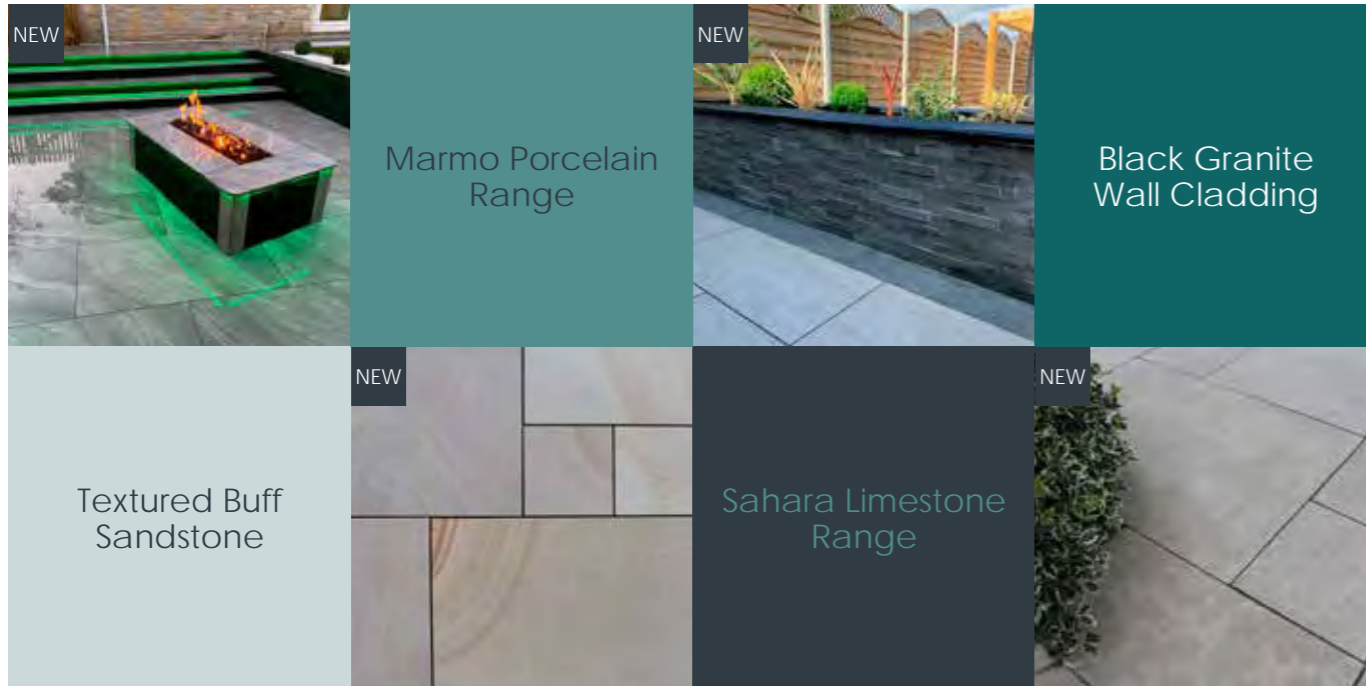 NEW
Marmo Porcelain
Range
NEW
Black Granite
Wall Cladding
Textured Buff
Sandstone
NEW
Sahara Limestone
Range
NEW